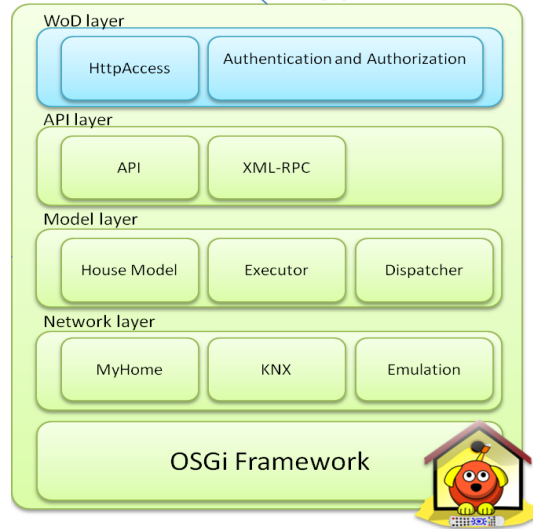 WoD layer
HttpAccess
Authentication and Authorization
API layer
API
XML-RPC
Model layer
House Model
Executor
Dispatcher
Network layer
MyHome
KNX
Emulation
OSGi Framework